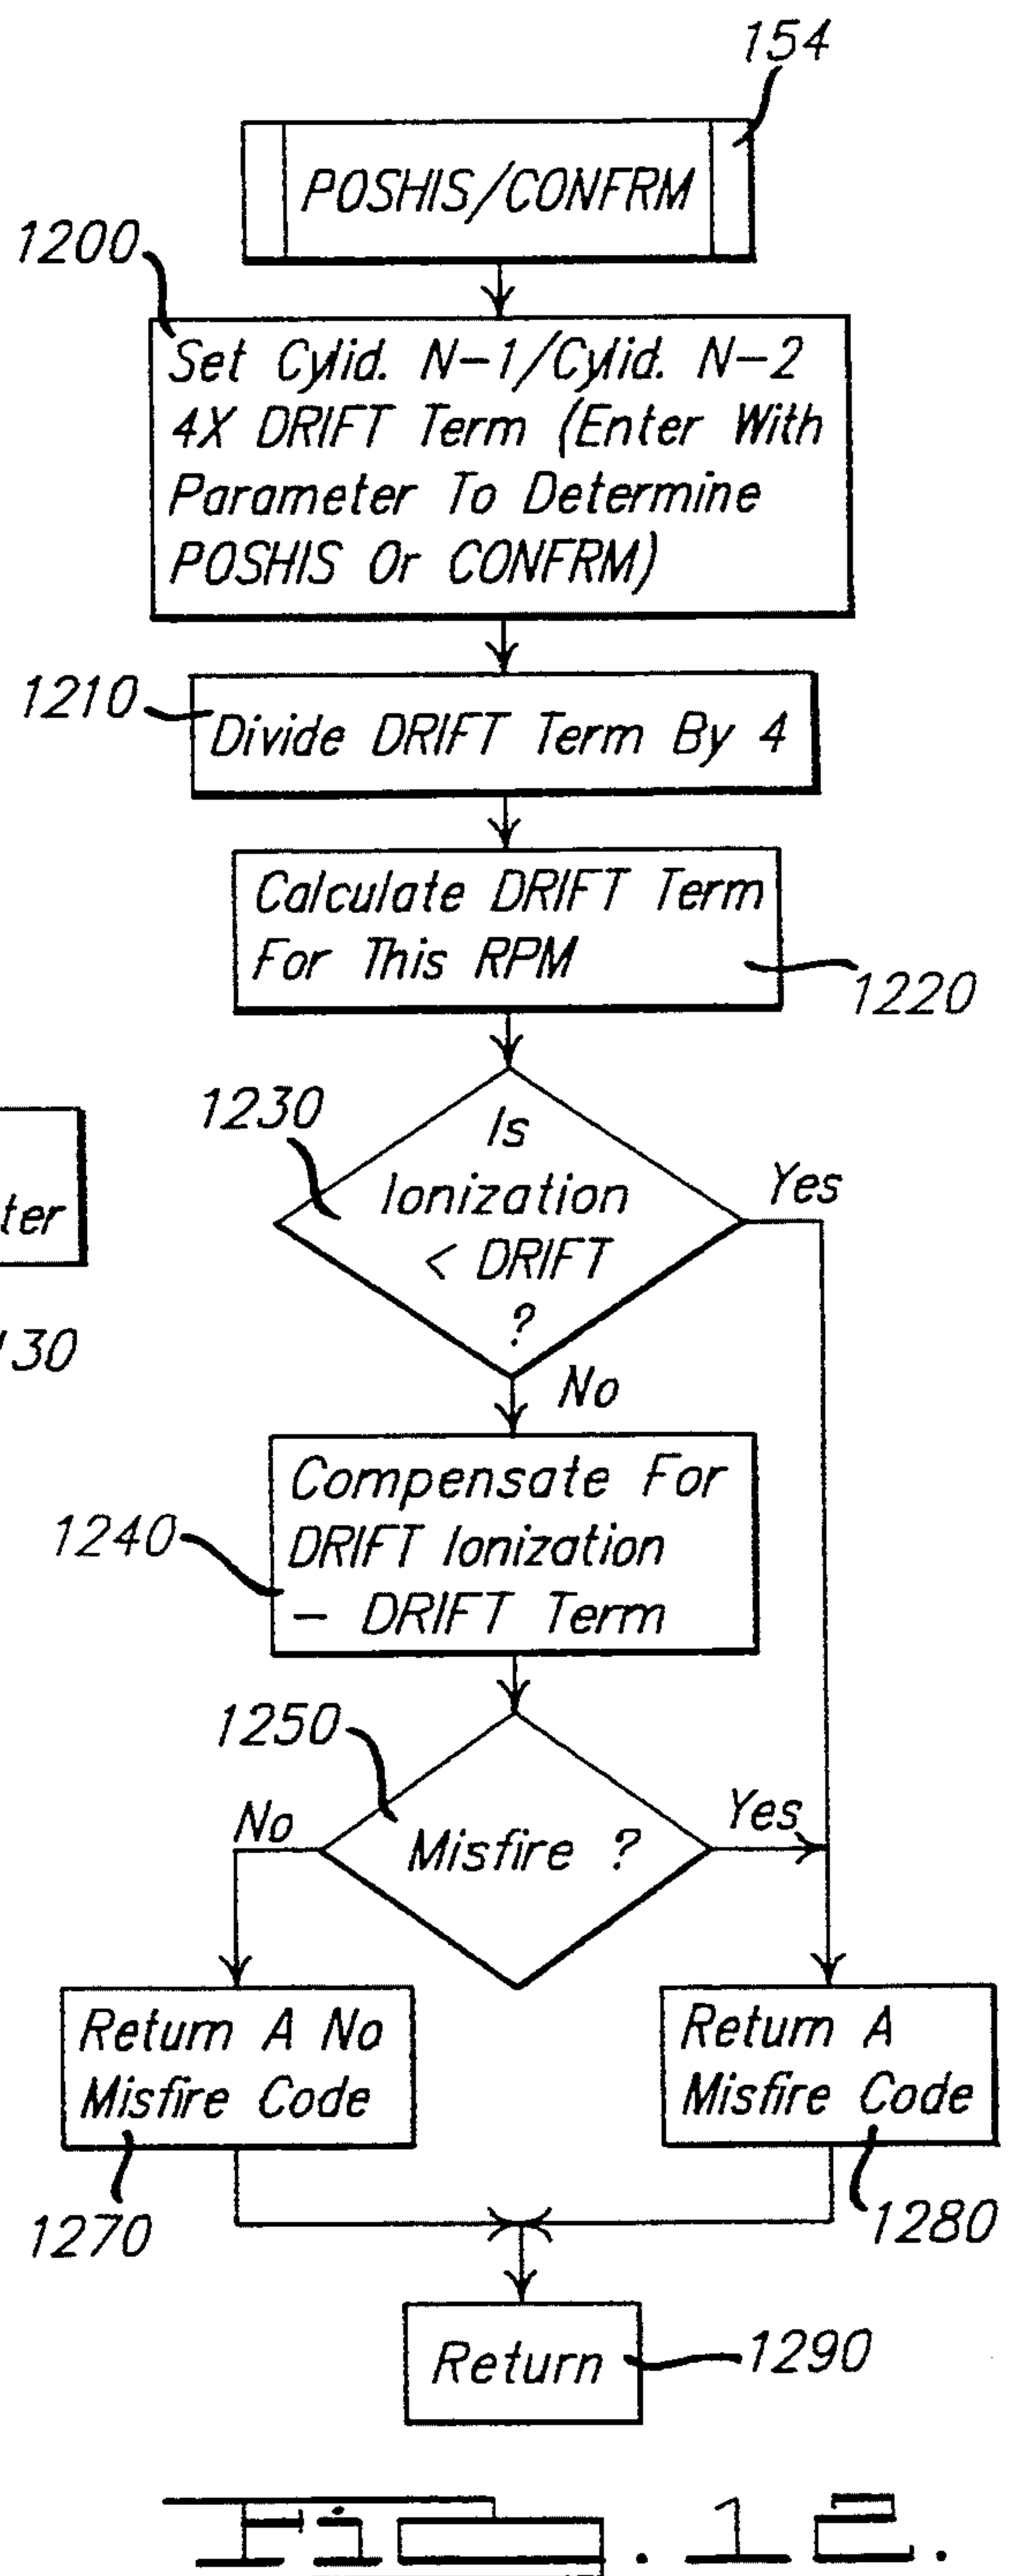 154
POSHIS/CONFRM
1200
Set Cylid. N-1/Cylid. N-2
4X DRIFT Term (Enter With
Parameter To Determine
POSHIS Or CONFRM)
1210
Divide DRIFT Term By 4
Calculate DRIFT Term
For This RPM
1220
1230
Is
Ionization
< DRIFT
?
Yes
ter
130
No
Compensate For
DRIFT Ionization
- DRIFT Term
1240
1250
Misfire ?
No
Yes
Return A No
Misfire Code
Return A
Misfire Code
1270
1280
Return
1290